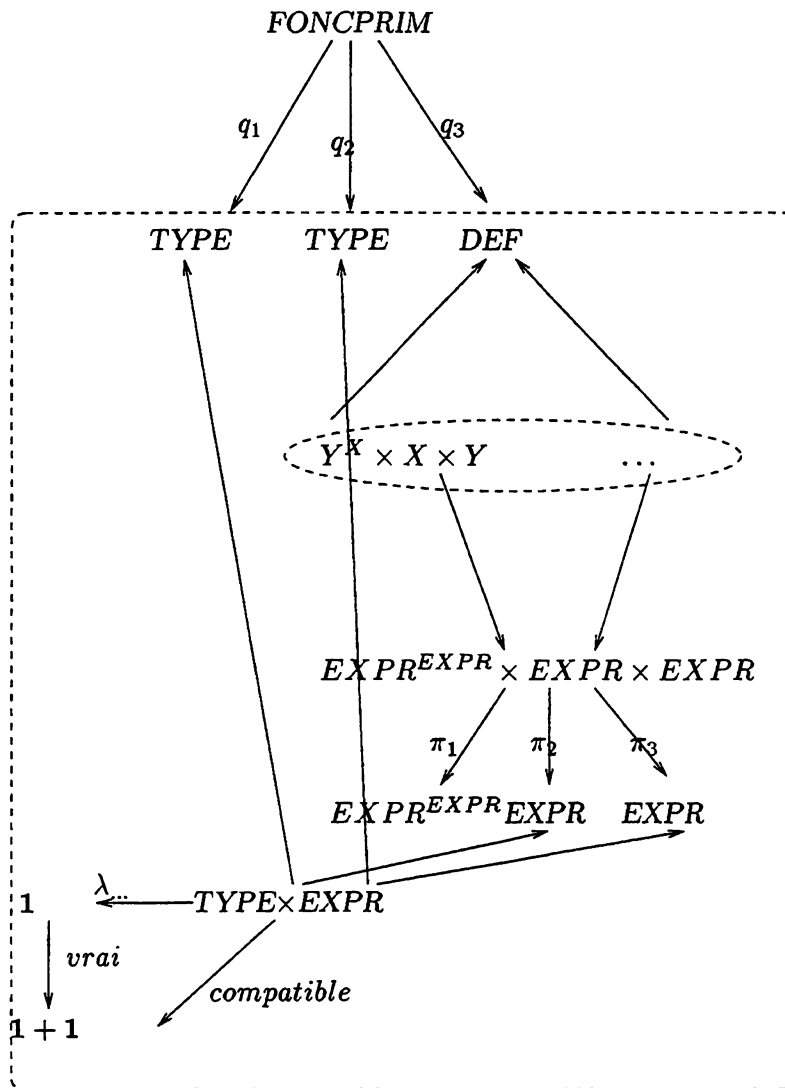 FONCPRIM
q₁ q₂ q₃
TYPE TYPE DEF
Yˣ × X × Y ...
EXPR^EXPR × EXPR × EXPR
π₁ π₂ π₃
EXPR^EXPR EXPR EXPR
1 λ... TYPE×EXPR
vrai
compatible
1 + 1